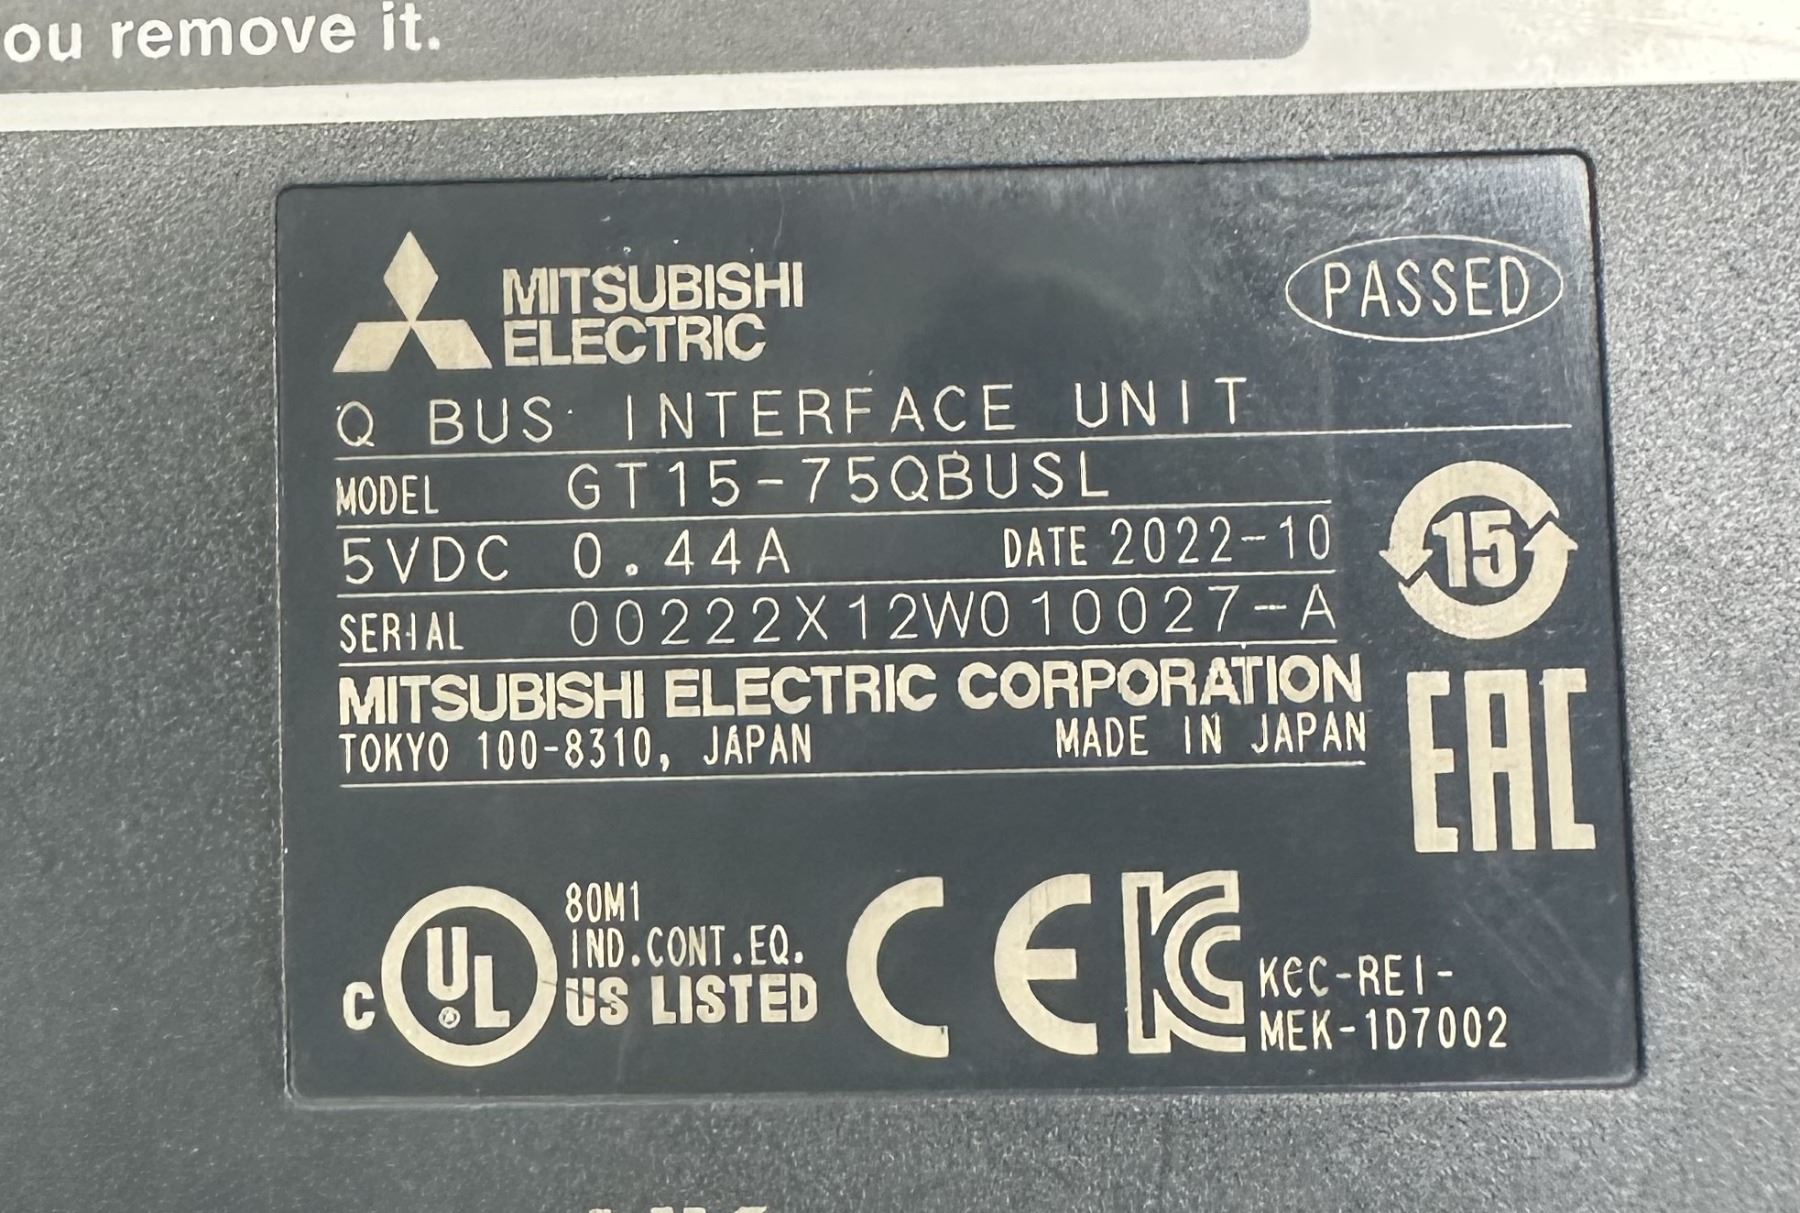 ou remove it.
MITSUBISHI
ELECTRIC
PASSED
Q BUS INTERFACE UNIT
MODEL GT15-75QBUSL
5VDC 0.44A DATE 2022-10
SERIAL 00222X12W010027-A
15
MITSUBISHI ELECTRIC CORPORATION
TOKYO 100-8310, JAPAN MADE IN JAPAN
EAC
C UL ® 80M1
IND.CONT.EQ.
US LISTED
CE
KC
KCC-REI-
MEK-1D7002